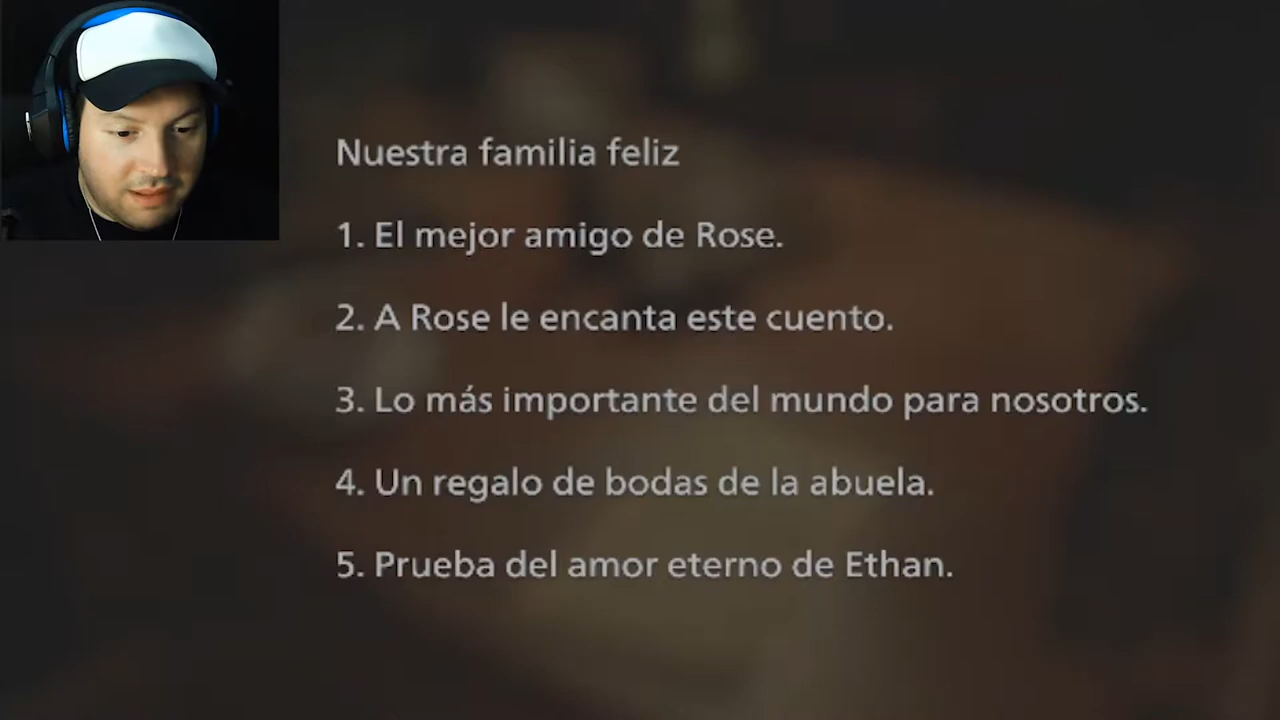 Nuestra familia feliz
1. El mejor amigo de Rose.
2. A Rose le encanta este cuento.
3. Lo más importante del mundo para nosotros.
4. Un regalo de bodas de la abuela.
5. Prueba del amor eterno de Ethan.